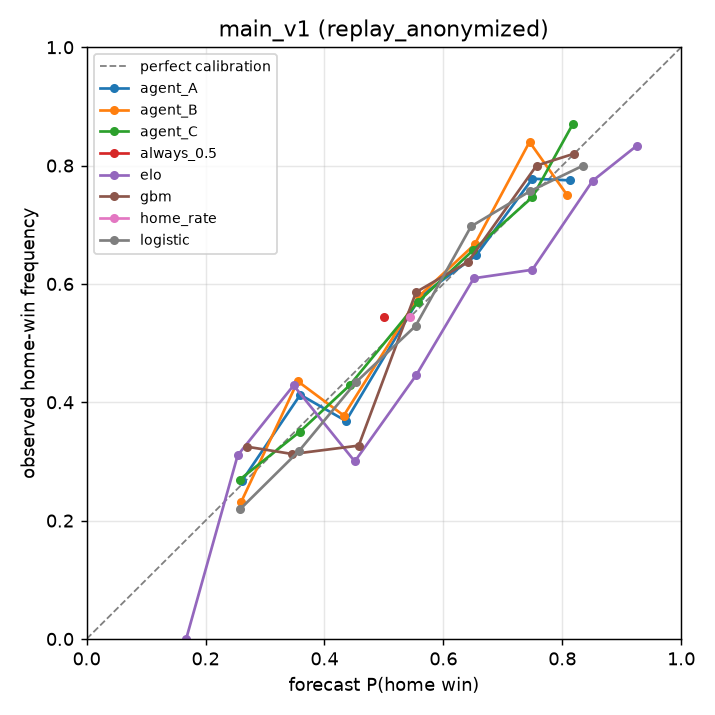 main_v1 (replay_anonymized)
1.0
0.8
0.6
0.4
0.2
0.0
observed home-win frequency
perfect calibration
agent_A
agent_B
agent_C
always_0.5
elo
gbm
home_rate
logistic
0.0 0.2 0.4 0.6 0.8 1.0
forecast P(home win)